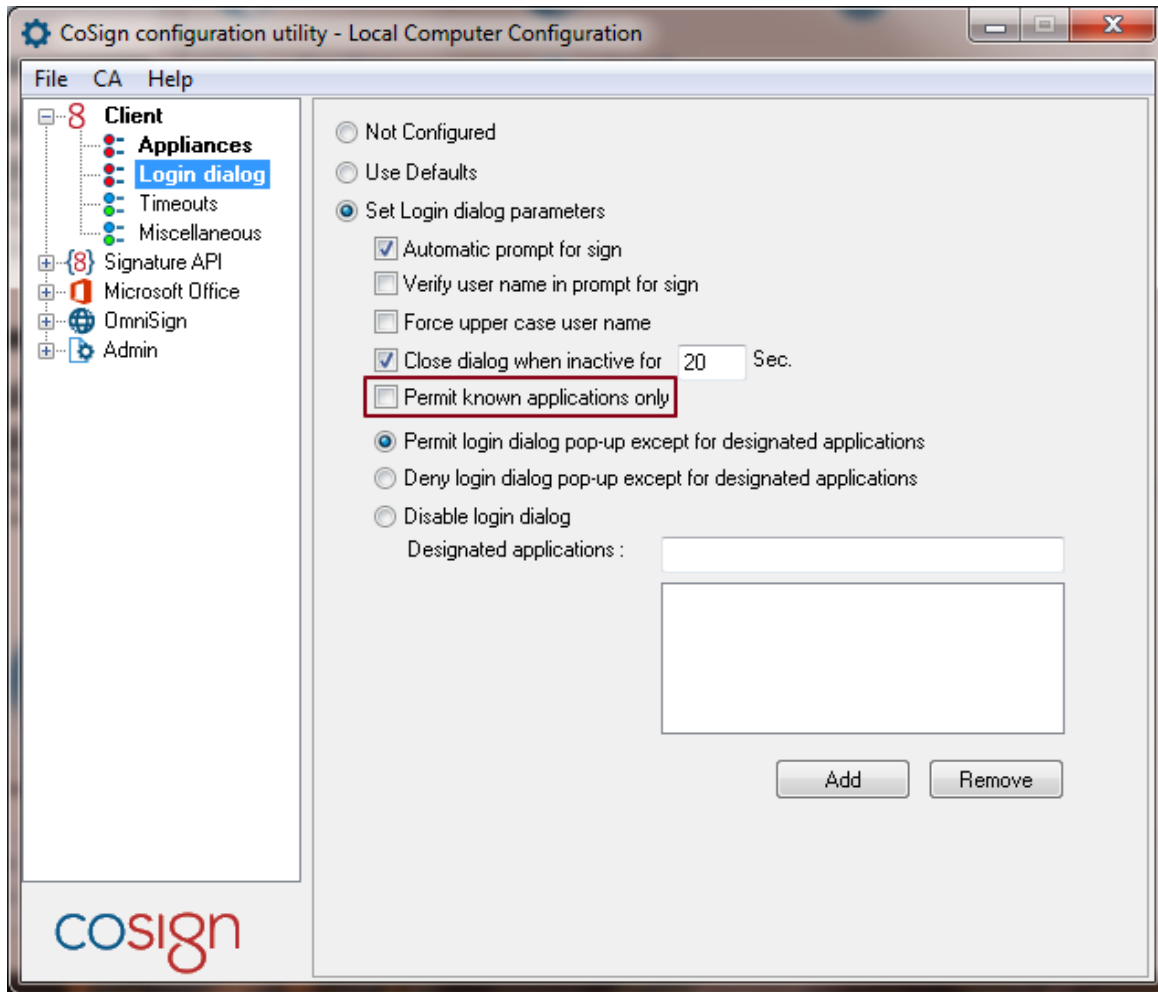 CoSign configuration utility - Local Computer Configuration
File CA Help
Client
Appliances
Login dialog
Timeouts
Miscellaneous
Signature API
Microsoft Office
OmniSign
Admin
Not Configured
Use Defaults
Set Login dialog parameters
Automatic prompt for sign
Verify user name in prompt for sign
Force upper case user name
Close dialog when inactive for 20 Sec.
Permit known applications only
Permit login dialog pop-up except for designated applications
Deny login dialog pop-up except for designated applications
Disable login dialog
Designated applications :
Add Remove
cosign